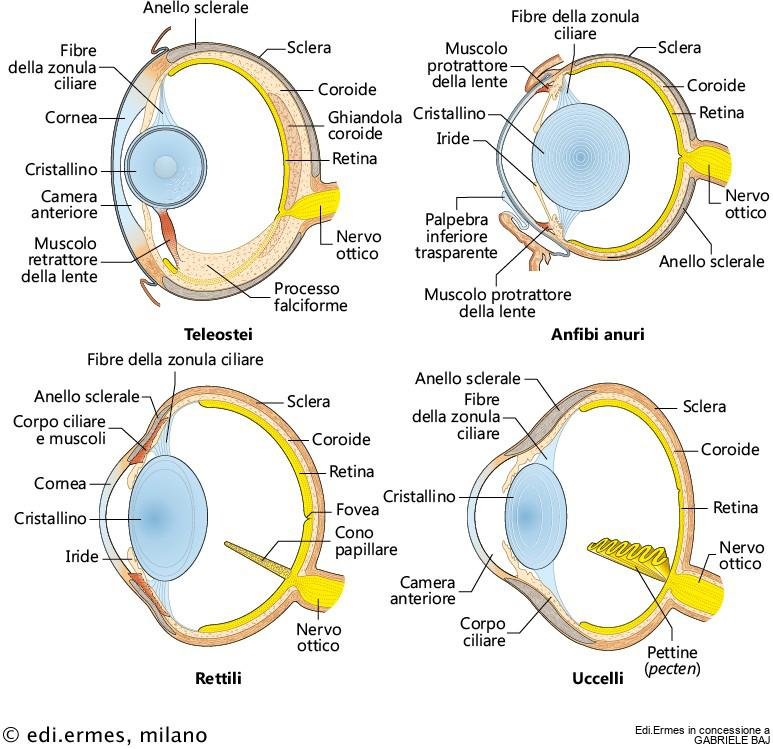 Anello sclerale
Fibre
della zonula
ciliare
Cornea
Cristallino
Camera
anteriore
Muscolo
retrattore
della lente
Sclera
Coroide
Ghiandola
coroide
Retina
Nervo
ottico
Processo
falciforme
Teleostei
Fibre della zonula
ciliare
Muscolo
protrattore
della lente
Cristallino
Iride
Palpebra
inferiore
trasparente
Muscolo protrattore
della lente
Sclera
Coroide
Retina
Nervo
ottico
Anello sclerale
Anfibi anuri
Fibre della zonula ciliare
Anello sclerale
Corpo ciliare
e muscoli
Cornea
Cristallino
Iride
Sclera
Coroide
Retina
Fovea
Cono
papillare
Nervo
ottico
Rettili
Anello sclerale
Fibre
della zonula
ciliare
Cristallino
Camera
anteriore
Corpo
ciliare
Sclera
Coroide
Retina
Nervo
ottico
Pettine
(pecten)
Uccelli
© edi.ermes, milano
Edi.Ermes in concessione a
GABRIELE BAJ